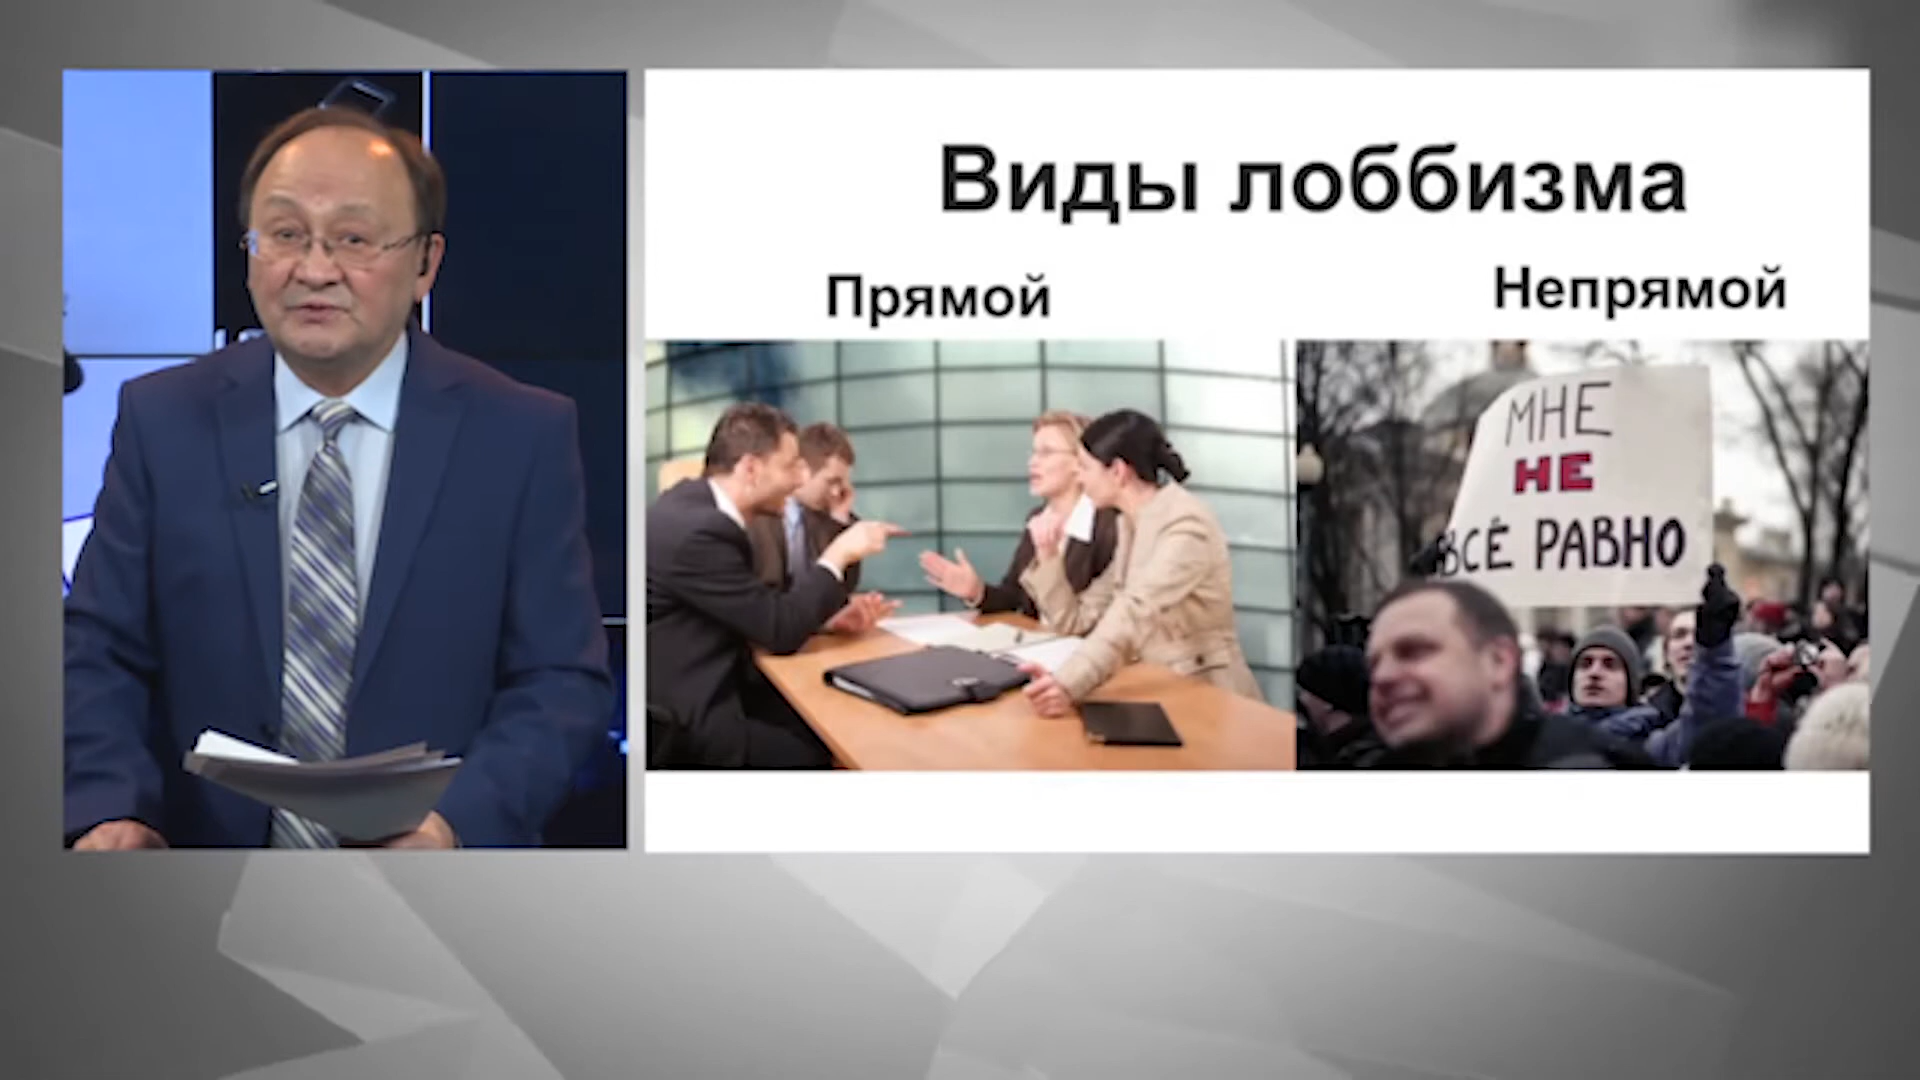 Виды лоббизма
Прямой
Непрямой
МНЕ
НЕ
ВСЁ РАВНО